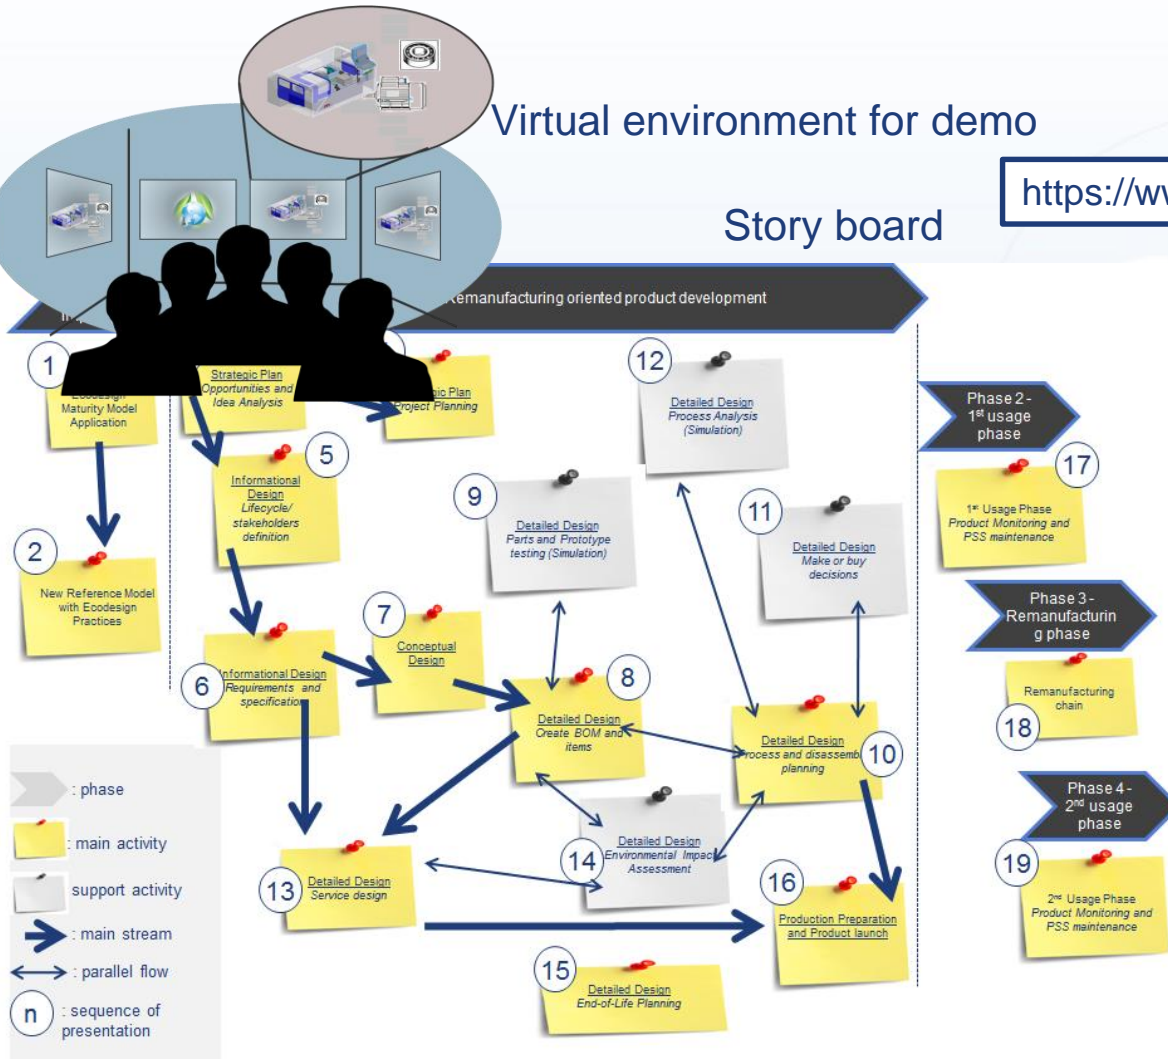 Virtual environment for demo
https://ww
Story board
Remanufacturing oriented product development
1
Ecodesign
Maturity Model
Application
2
New Reference Model
with Ecodesign
Practices
Strategic Plan
Opportunities and
Idea Analysis
Plan
Project Planning
5
Informational
Design
Lifecycle/
stakeholders
definition
6
Informational Design
Requirements and
specification
7
Conceptual
Design
8
Detailed Design
Create BOM and
items
9
Detailed Design
Parts and Prototype
testing (Simulation)
12
Detailed Design
Process Analysis
(Simulation)
11
Detailed Design
Make or buy
decisions
10
Detailed Design
Process and disassemb
planning
13
Detailed Design
Service design
14
Detailed Design
Environmental Impact
Assessment
15
Detailed Design
End-of-Life Planning
16
Production Preparation
and Product launch
Phase 2 -
1st usage
phase
17
1st Usage Phase
Product Monitoring and
PSS maintenance
Phase 3 -
Remanufacturin
g phase
Remanufacturing
chain
18
Phase 4 -
2nd usage
phase
19
2nd Usage Phase
Product Monitoring and
PSS maintenance
: phase
: main activity
support activity
: main stream
: parallel flow
n
: sequence of
presentation